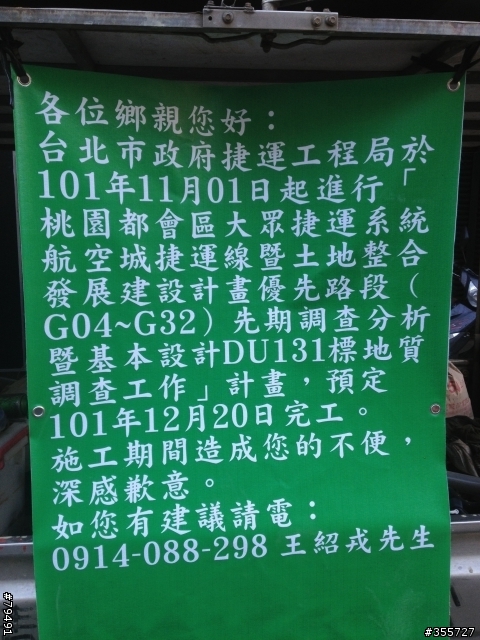 各位鄉親您好：
台北市政府捷運工程局於
101年11月01日起進行「
桃園都會區大眾捷運系統
航空城捷運線暨土地整合
發展建設計畫優先路段（
G04~G32）先期調查分析
暨基本設計DU131標地質
調查工作」計畫，預定
101年12月20日完工。
施工期間造成您的不便，
深感歉意。
如您有建議請電：
0914-088-298 王紹戎先生
#79491
#355727